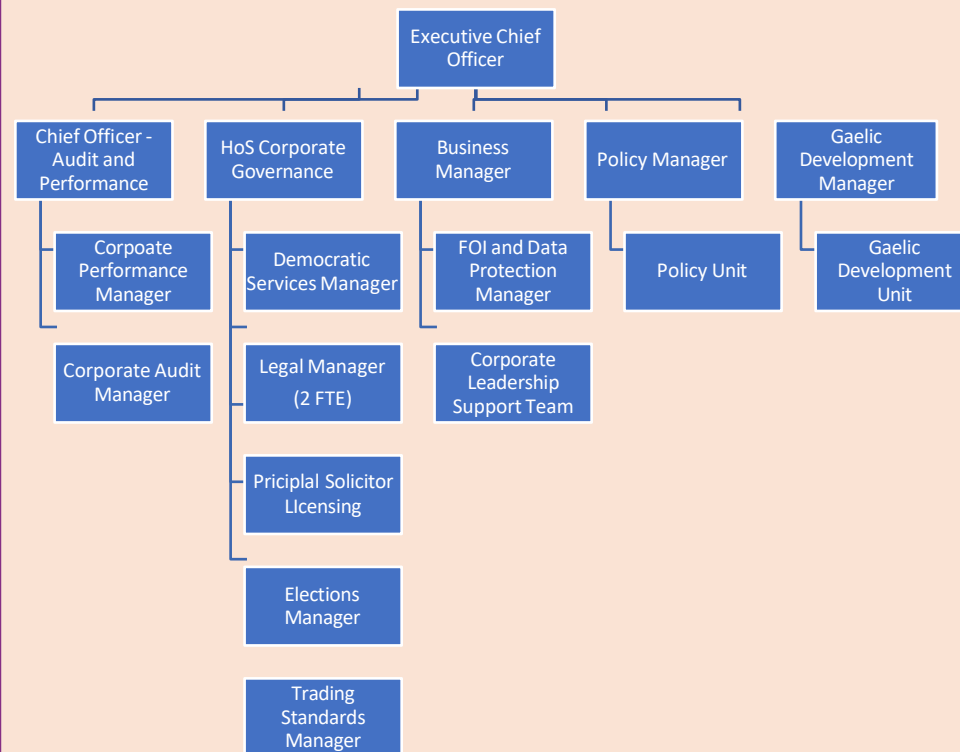 Executive Chief
Officer
Chief Officer -
Audit and
Performance
HoS Corporate
Governance
Business
Manager
Policy Manager
Gaelic
Development
Manager
Corpoate
Performance
Manager
Democratic
Services Manager
FOI and Data
Protection
Manager
Policy Unit
Gaelic
Development
Unit
Corporate Audit
Manager
Legal Manager
(2 FTE)
Corporate
Leadership
Support Team
Priciplal Solicitor
LIcensing
Elections
Manager
Trading
Standards
Manager